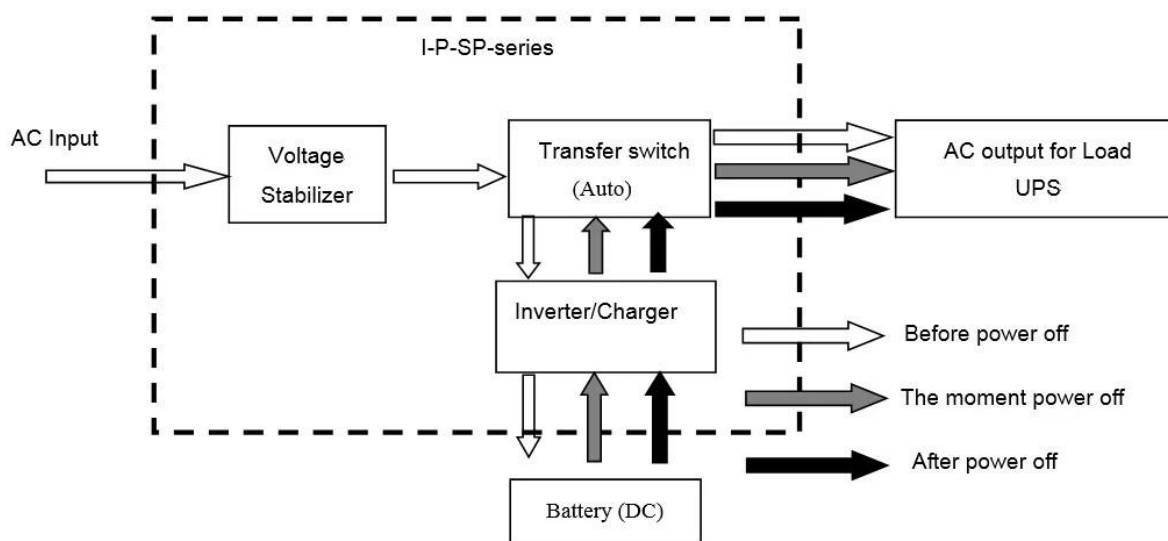 I-P-SP-series
AC Input
Voltage
Stabilizer
Transfer switch
(Auto)
AC output for Load
UPS
Inverter/Charger
Before power off
The moment power off
After power off
Battery (DC)